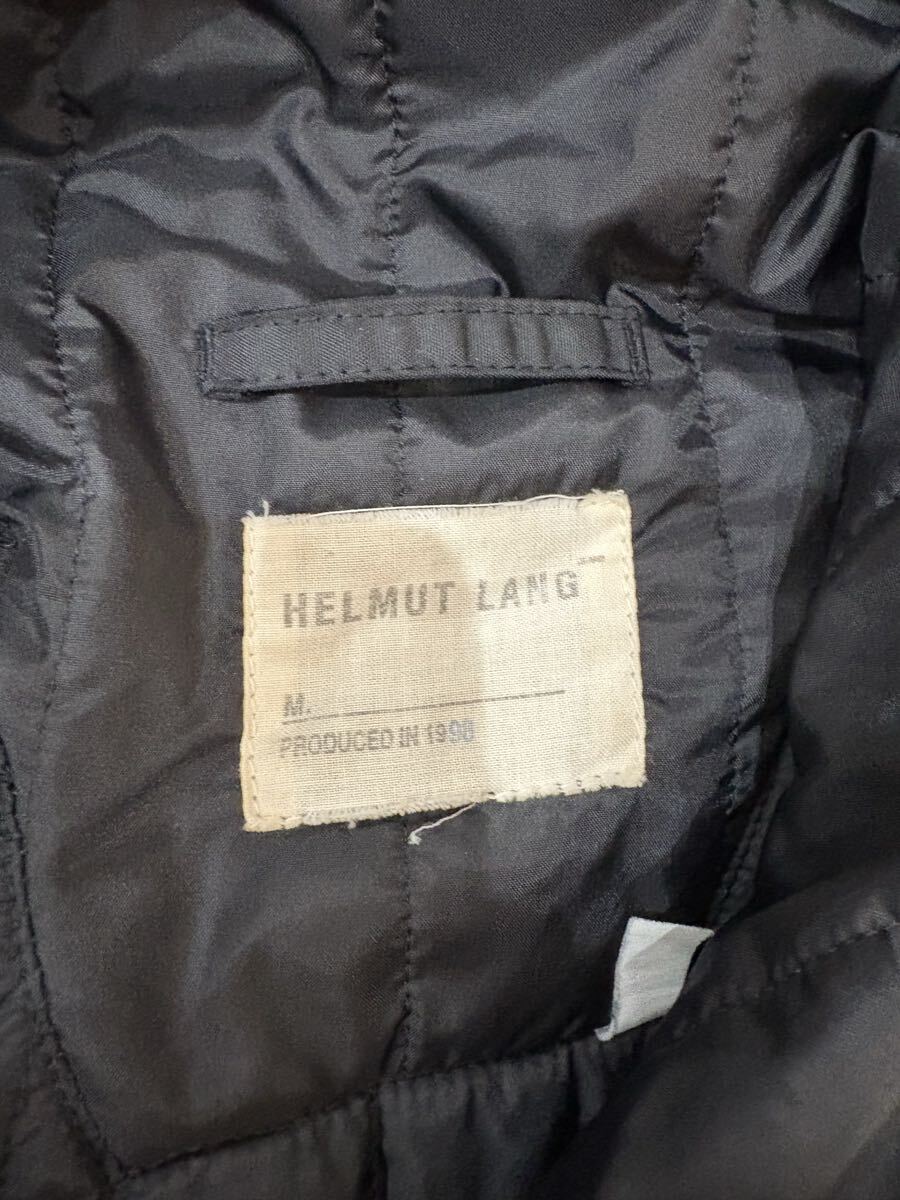 HELMUT LANG
M.
PRODUCED IN 1998